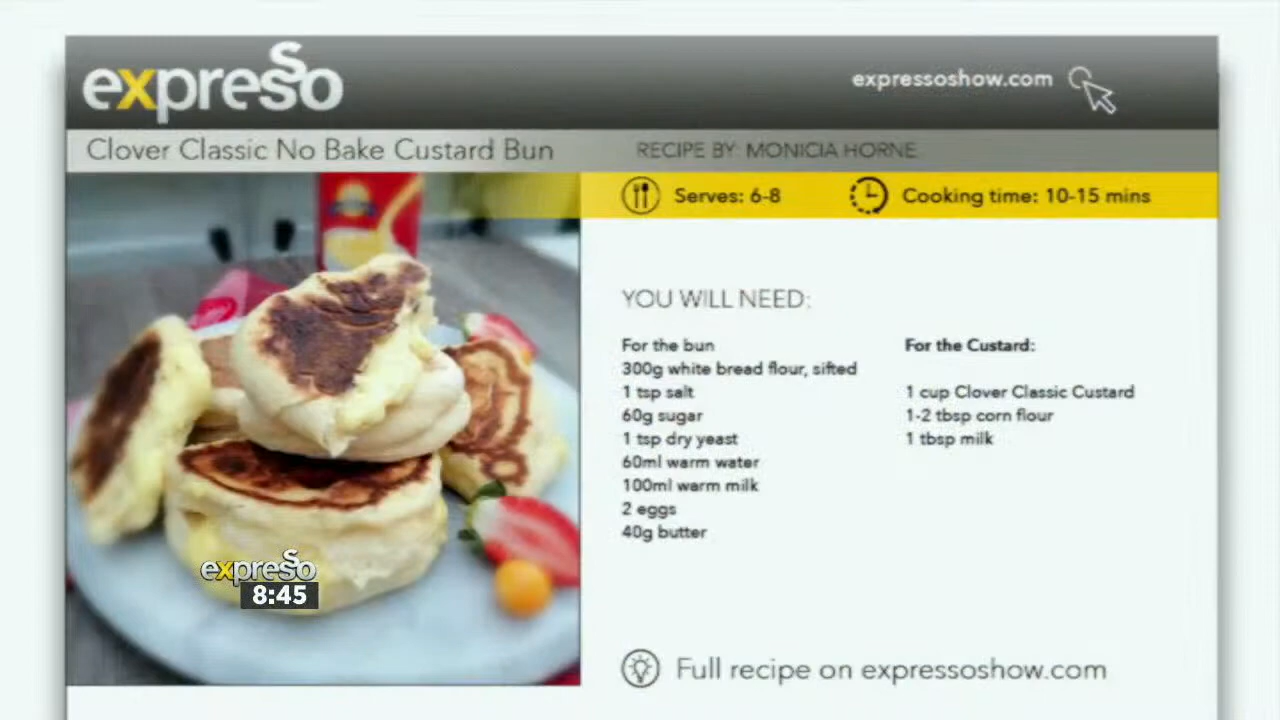 expresso
expressoshow.com
Clover Classic No Bake Custard Bun
RECIPE BY: MONICIA HORNE
Serves: 6-8
Cooking time: 10-15 mins
YOU WILL NEED:
For the bun
300g white bread flour, sifted
1 tsp salt
60g sugar
1 tsp dry yeast
60ml warm water
100ml warm milk
2 eggs
40g butter
For the Custard:
1 cup Clover Classic Custard
1-2 tbsp corn flour
1 tbsp milk
expresso
8:45
Full recipe on expressoshow.com